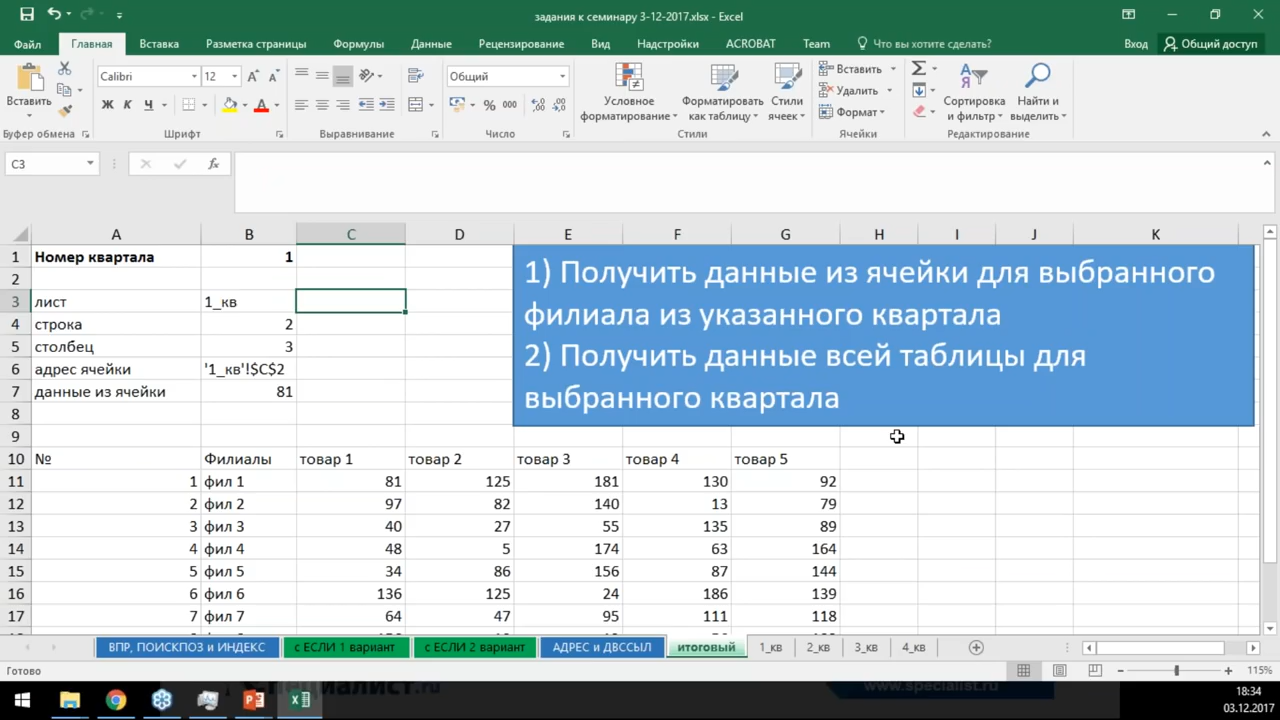 задания к семинару 3-12-2017.xlsx - Excel
Файл Главная Вставка Разметка страницы Формулы Данные Рецензирование Вид Надстройки ACROBAT Team Что вы хотите сделать? Вход Общий доступ
Вставить
Calibri 12
Ж К Ч
Общий
% 000
Условное форматирование
Форматировать как таблицу
Стили ячеек
Вставить
Удалить
Формат
Сортировка и фильтр
Найти и выделить
Буфер обмена Шрифт Выравнивание Число Стили Ячейки Редактирование
C3 fx
A B C D E F G H I J K
1 Номер квартала 1
2
3 лист 1_кв
4 строка 2
5 столбец 3
6 адрес ячейки '1_кв'!$C$2
7 данные из ячейки 81
8
9
1) Получить данные из ячейки для выбранного
филиала из указанного квартала
2) Получить данные всей таблицы для
выбранного квартала
10 № Филиалы товар 1 товар 2 товар 3 товар 4 товар 5
11 1 фил 1 81 125 181 130 92
12 2 фил 2 97 82 140 13 79
13 3 фил 3 40 27 55 135 89
14 4 фил 4 48 5 174 63 164
15 5 фил 5 34 86 156 87 144
16 6 фил 6 136 125 24 186 139
17 7 фил 7 64 47 95 111 118
ВПР, ПОИСКПОЗ и ИНДЕКС с ЕСЛИ 1 вариант с ЕСЛИ 2 вариант АДРЕС и ДВССЫЛ итоговый 1_кв 2_кв 3_кв 4_кв
Готово 115%
www.specialist.ru
18:34
03.12.2017